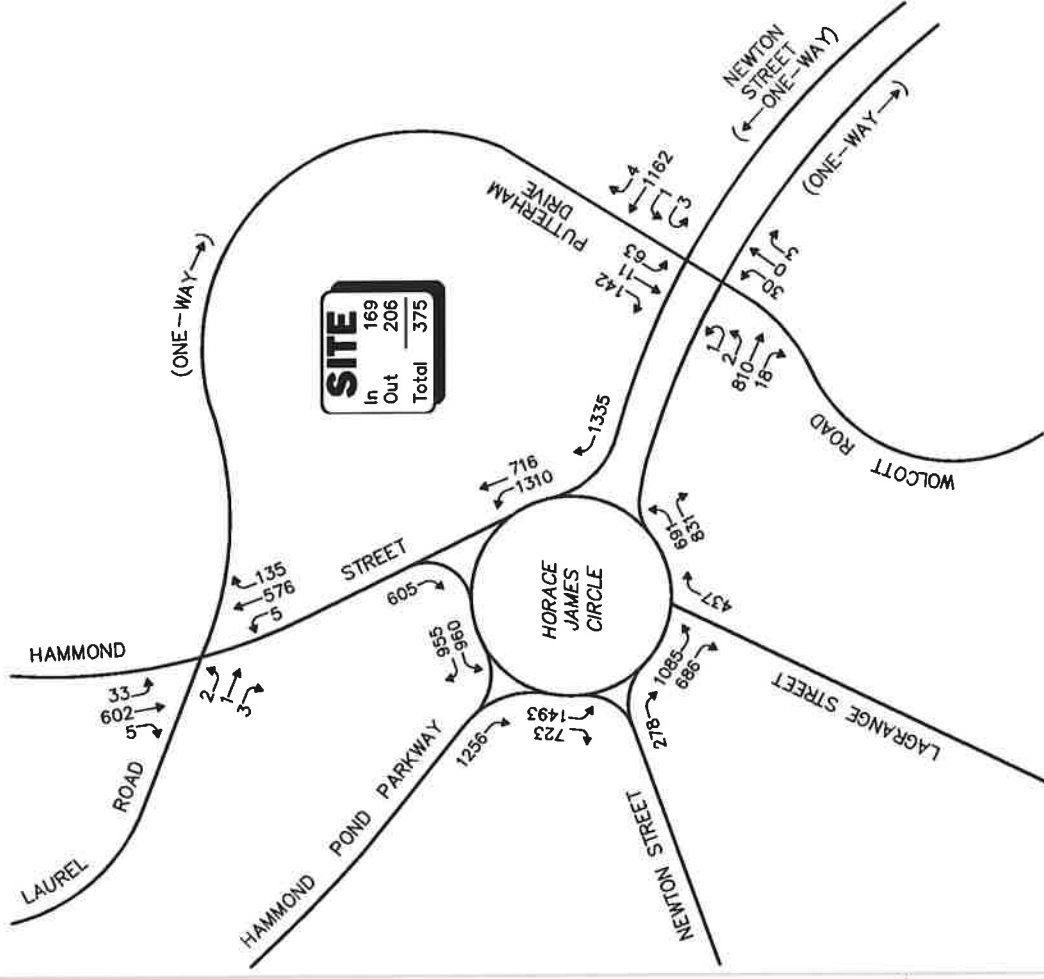 (ONE-WAY)
NEWTON
STREET
(ONE-WAY)
(ONE-WAY)
PUTTERHAM
DRIVE
4
1162
1
3
63
11
142
SITE
In 169
Out 206
Total 375
30
0
3
1
2
810
18
WOLCOTT ROAD
1335
716
1310
HAMMOND STREET
135
576
5
33
602
5
2
1
3
LAUREL ROAD
605
955
960
HORACE
JAMES
CIRCLE
691
831
437
1085
686
LAGRANGE STREET
278
723
1493
1256
HAMMOND POND PARKWAY
NEWTON STREET